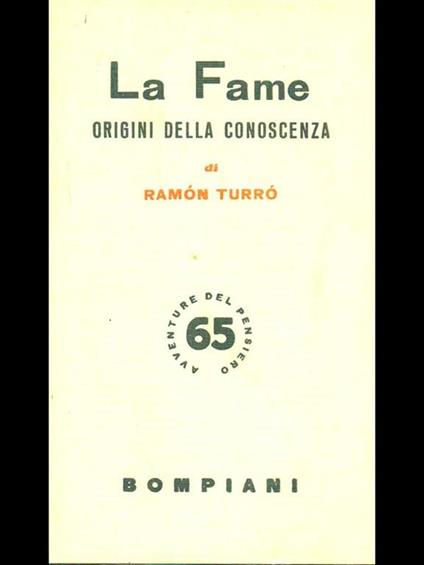 La Fame
ORIGINI DELLA CONOSCENZA
di
RAMÓN TURRÓ
AVVENTURE DEL PENSIERO
65
BOMPIANI